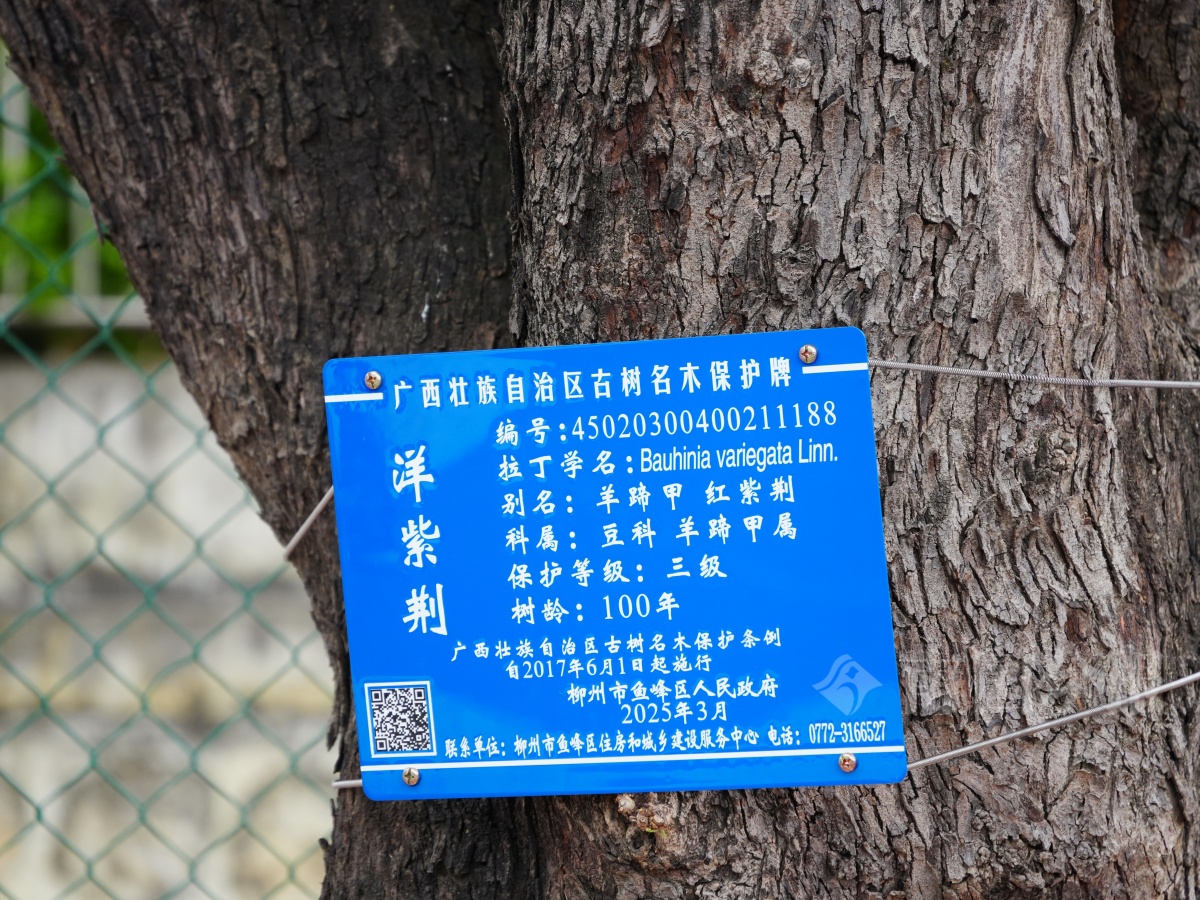 广西壮族自治区古树名木保护牌
洋紫荆
编号:45020300400211188
拉丁学名:Bauhinia variegata Linn.
别名：羊蹄甲 红紫荆
科属：豆科 羊蹄甲属
保护等级：三级
树龄：100年
广西壮族自治区古树名木保护条例
自2017年6月1日起施行
柳州市鱼峰区人民政府
2025年3月
联系单位：柳州市鱼峰区住房和城乡建设服务中心 电话：0772-3166527